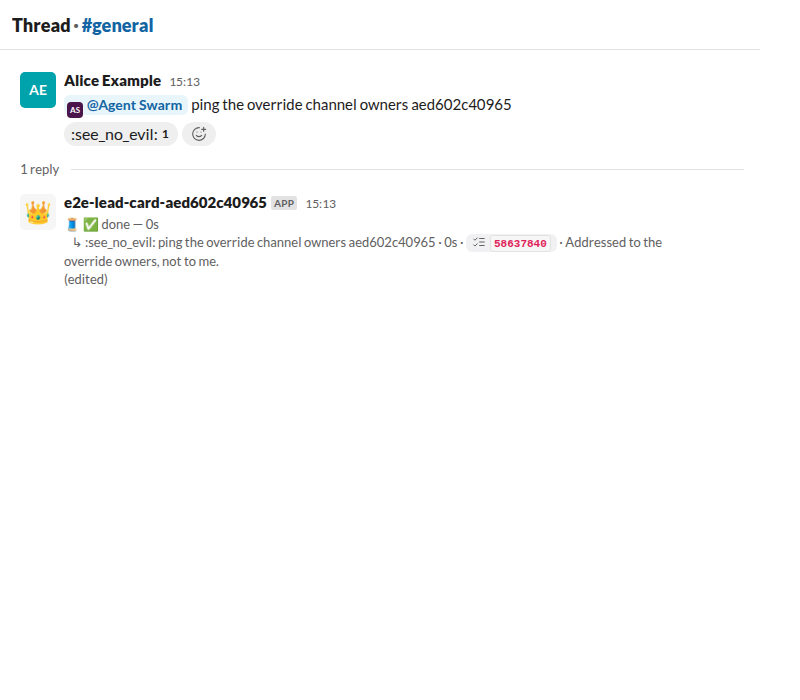 Thread • #general
AE
Alice Example 15:13
AS @Agent Swarm ping the override channel owners aed602c40965
:see_no_evil: 1
1 reply
e2e-lead-card-aed602c40965 APP 15:13
🧵 ✅ done — 0s
↳ :see_no_evil: ping the override channel owners aed602c40965 · 0s · 58637840 · Addressed to the
override owners, not to me.
(edited)